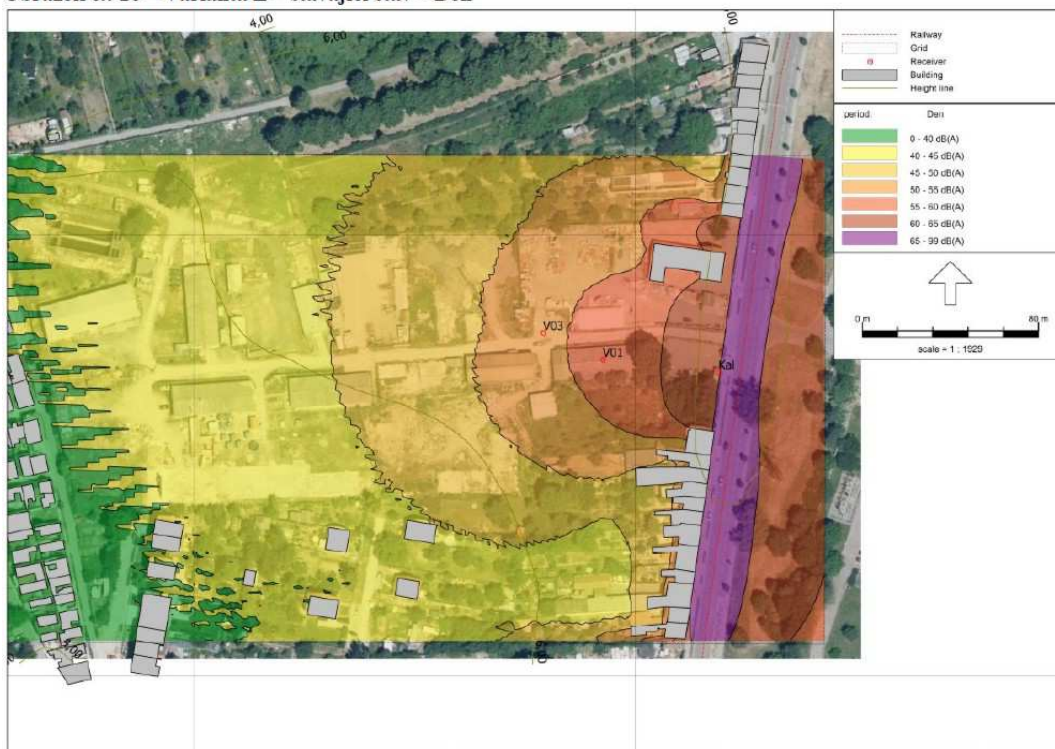 4,00
6,00
,00
V03
V01
Kal
Railway
Grid
Receiver
Building
Height line
period Den
0 - 40 dB(A)
40 - 45 dB(A)
45 - 50 dB(A)
50 - 55 dB(A)
55 - 60 dB(A)
60 - 65 dB(A)
65 - 99 dB(A)
0 m 80 m
scale = 1 : 1929